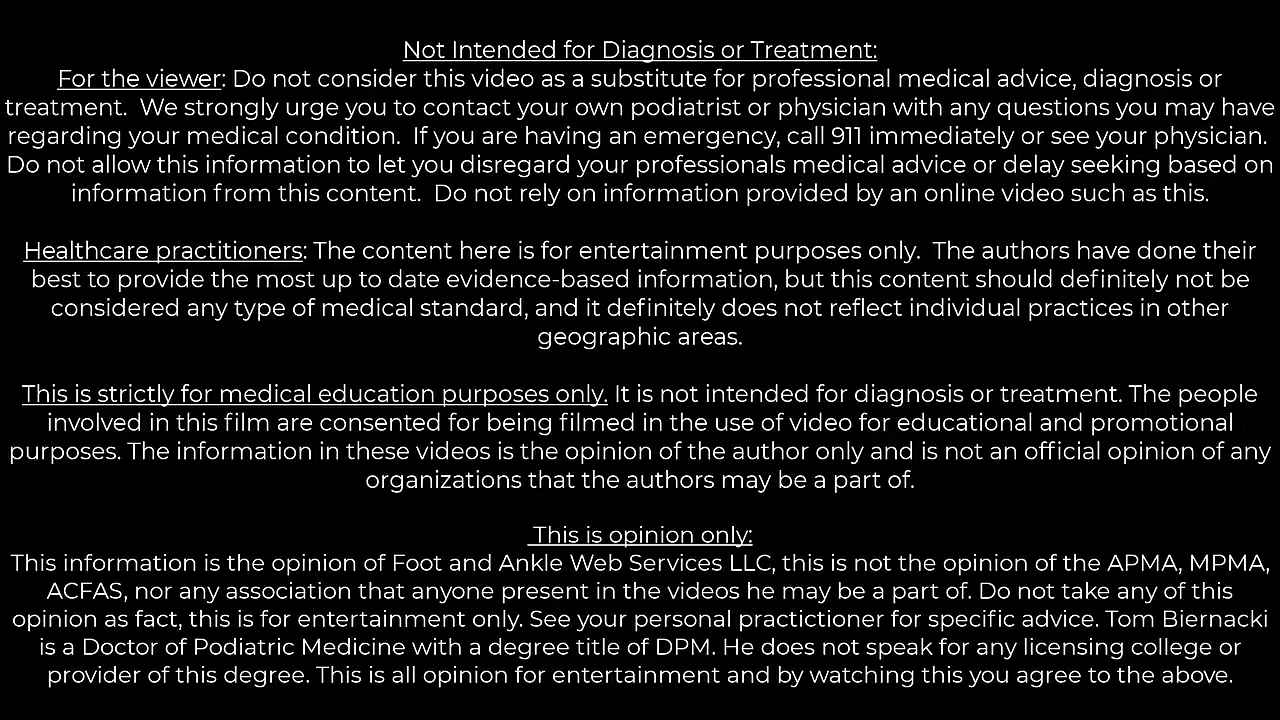 Not Intended for Diagnosis or Treatment:
For the viewer: Do not consider this video as a substitute for professional medical advice, diagnosis or
treatment.  We strongly urge you to contact your own podiatrist or physician with any questions you may have
regarding your medical condition.  If you are having an emergency, call 911 immediately or see your physician.
Do not allow this information to let you disregard your professionals medical advice or delay seeking based on
information from this content.  Do not rely on information provided by an online video such as this.
Healthcare practitioners: The content here is for entertainment purposes only.  The authors have done their
best to provide the most up to date evidence-based information, but this content should definitely not be
considered any type of medical standard, and it definitely does not reflect individual practices in other
geographic areas.
This is strictly for medical education purposes only. It is not intended for diagnosis or treatment. The people
involved in this film are consented for being filmed in the use of video for educational and promotional
purposes. The information in these videos is the opinion of the author only and is not an official opinion of any
organizations that the authors may be a part of.
This is opinion only:
This information is the opinion of Foot and Ankle Web Services LLC, this is not the opinion of the APMA, MPMA,
ACFAS, nor any association that anyone present in the videos he may be a part of. Do not take any of this
opinion as fact, this is for entertainment only. See your personal practictioner for specific advice. Tom Biernacki
is a Doctor of Podiatric Medicine with a degree title of DPM. He does not speak for any licensing college or
provider of this degree. This is all opinion for entertainment and by watching this you agree to the above.